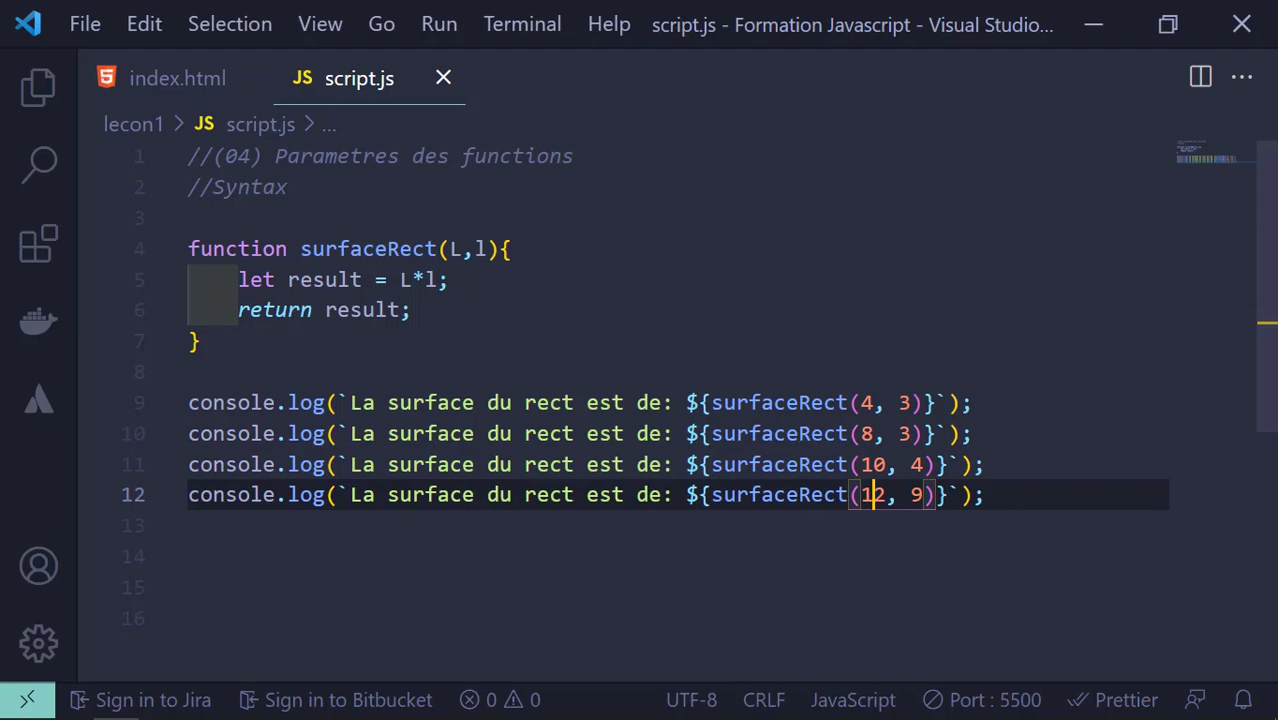 File Edit Selection View Go Run Terminal Help script.js - Formation Javascript - Visual Studio...
index.html JS script.js
lecon1 > JS script.js > ...
1 //(04) Parametres des functions
2 //Syntax
3
4 function surfaceRect(L,l){
5 let result = L*l;
6 return result;
7 }
8
9 console.log(`La surface du rect est de: ${surfaceRect(4, 3)}`);
10 console.log(`La surface du rect est de: ${surfaceRect(8, 3)}`);
11 console.log(`La surface du rect est de: ${surfaceRect(10, 4)}`);
12 console.log(`La surface du rect est de: ${surfaceRect(12, 9)}`);
13
14
15
16
Sign in to Jira Sign in to Bitbucket 0 0 UTF-8 CRLF JavaScript Port : 5500 Prettier